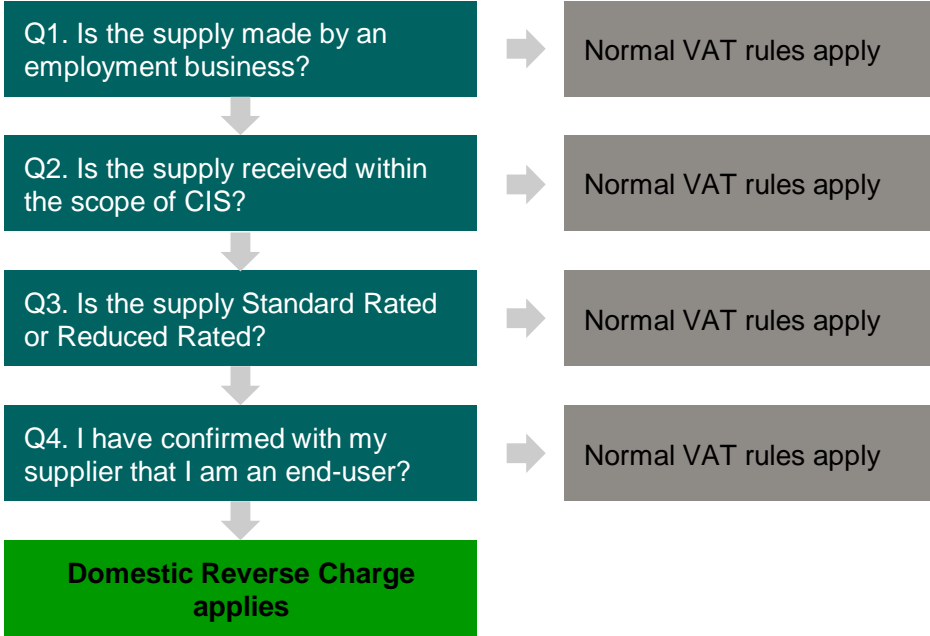 Q1. Is the supply made by an
employment business?
Normal VAT rules apply
Q2. Is the supply received within
the scope of CIS?
Normal VAT rules apply
Q3. Is the supply Standard Rated
or Reduced Rated?
Normal VAT rules apply
Q4. I have confirmed with my
supplier that I am an end-user?
Normal VAT rules apply
Domestic Reverse Charge
applies